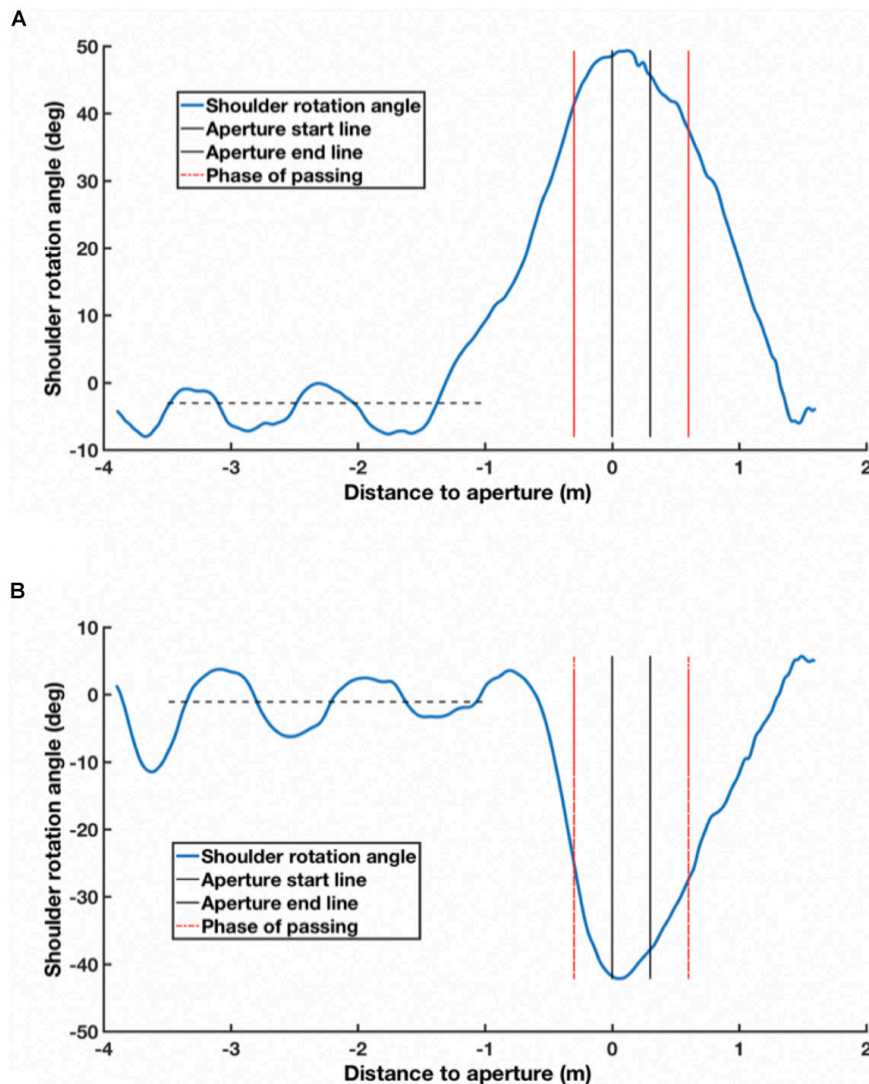 A
50
40
30
20
10
0
-10
Shoulder rotation angle (deg)
Shoulder rotation angle
Aperture start line
Aperture end line
Phase of passing
-4 -3 -2 -1 0 1 2
Distance to aperture (m)
B
10
0
-10
-20
-30
-40
-50
Shoulder rotation angle (deg)
Shoulder rotation angle
Aperture start line
Aperture end line
Phase of passing
-4 -3 -2 -1 0 1 2
Distance to aperture (m)